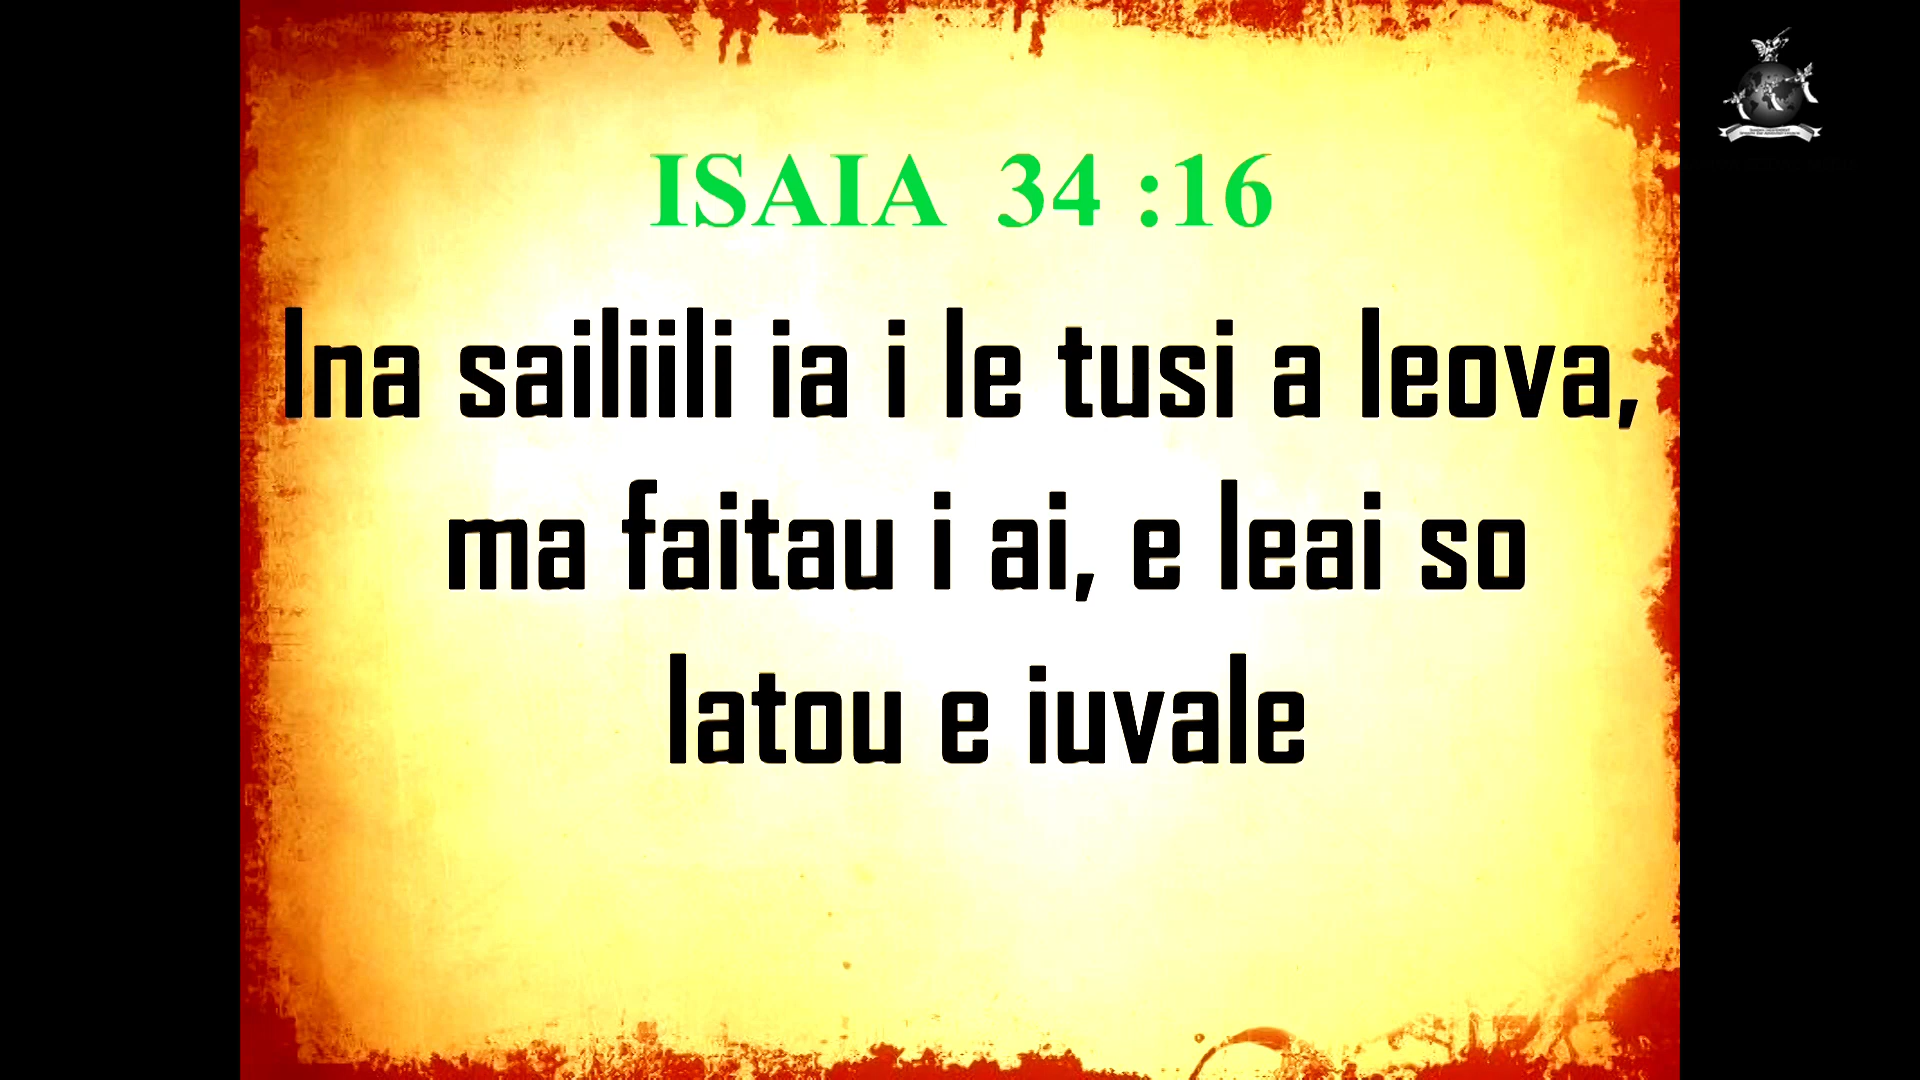 ISAIA 34 :16
Ina sailiili ia i le tusi a Ieova,
ma faitau i ai, e leai so
latou e iuvale